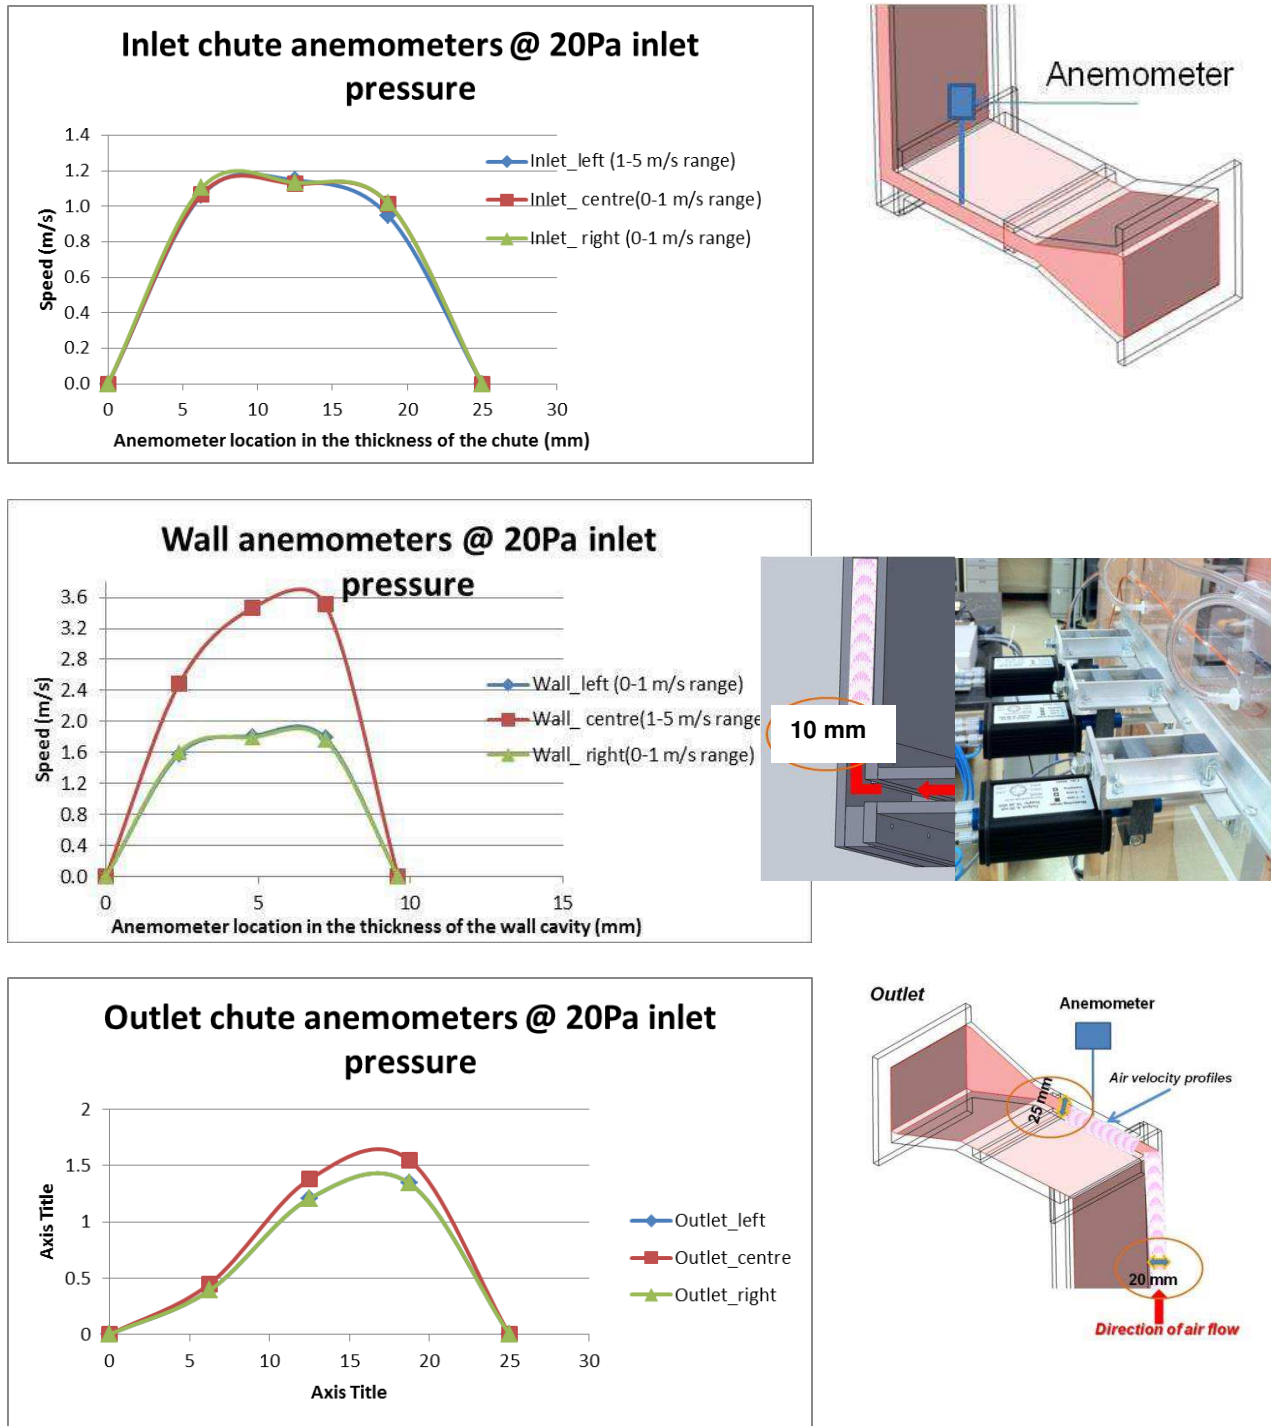 Inlet chute anemometers @ 20Pa inlet
pressure
1.4
1.2
1.0
0.8
0.6
0.4
0.2
0.0
Speed (m/s)
0 5 10 15 20 25 30
Anemometer location in the thickness of the chute (mm)
Inlet_left (1-5 m/s range)
Inlet_ centre(0-1 m/s range)
Inlet_ right (0-1 m/s range)
Anemometer
Wall anemometers @ 20Pa inlet
pressure
3.6
3.2
2.8
2.4
2.0
1.6
1.2
0.8
0.4
0.0
Speed (m/s)
0 5 10 15
Anemometer location in the thickness of the wall cavity (mm)
Wall_left (0-1 m/s range)
Wall_ centre(1-5 m/s range
Wall_ right(0-1 m/s range)
10 mm
Outlet chute anemometers @ 20Pa inlet
pressure
2
1.5
1
0.5
0
Axis Title
0 5 10 15 20 25 30
Axis Title
Outlet_left
Outlet_centre
Outlet_right
Outlet
Anemometer
Air velocity profiles
25 mm
20 mm
Direction of air flow